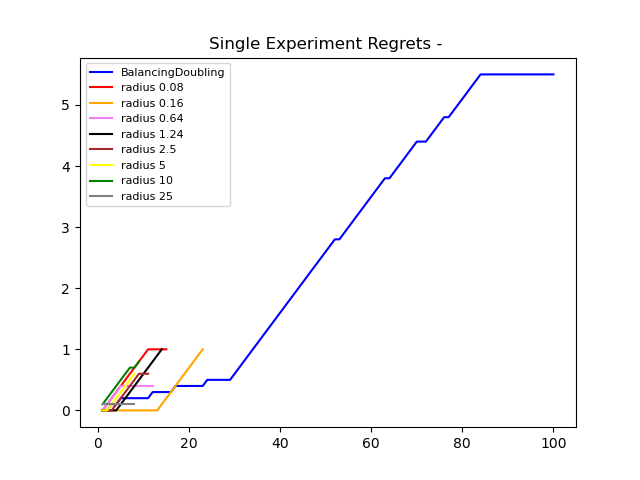 Single Experiment Regrets -
BalancingDoubling
radius 0.08
radius 0.16
radius 0.64
radius 1.24
radius 2.5
radius 5
radius 10
radius 25
5
4
3
2
1
0
0 20 40 60 80 100